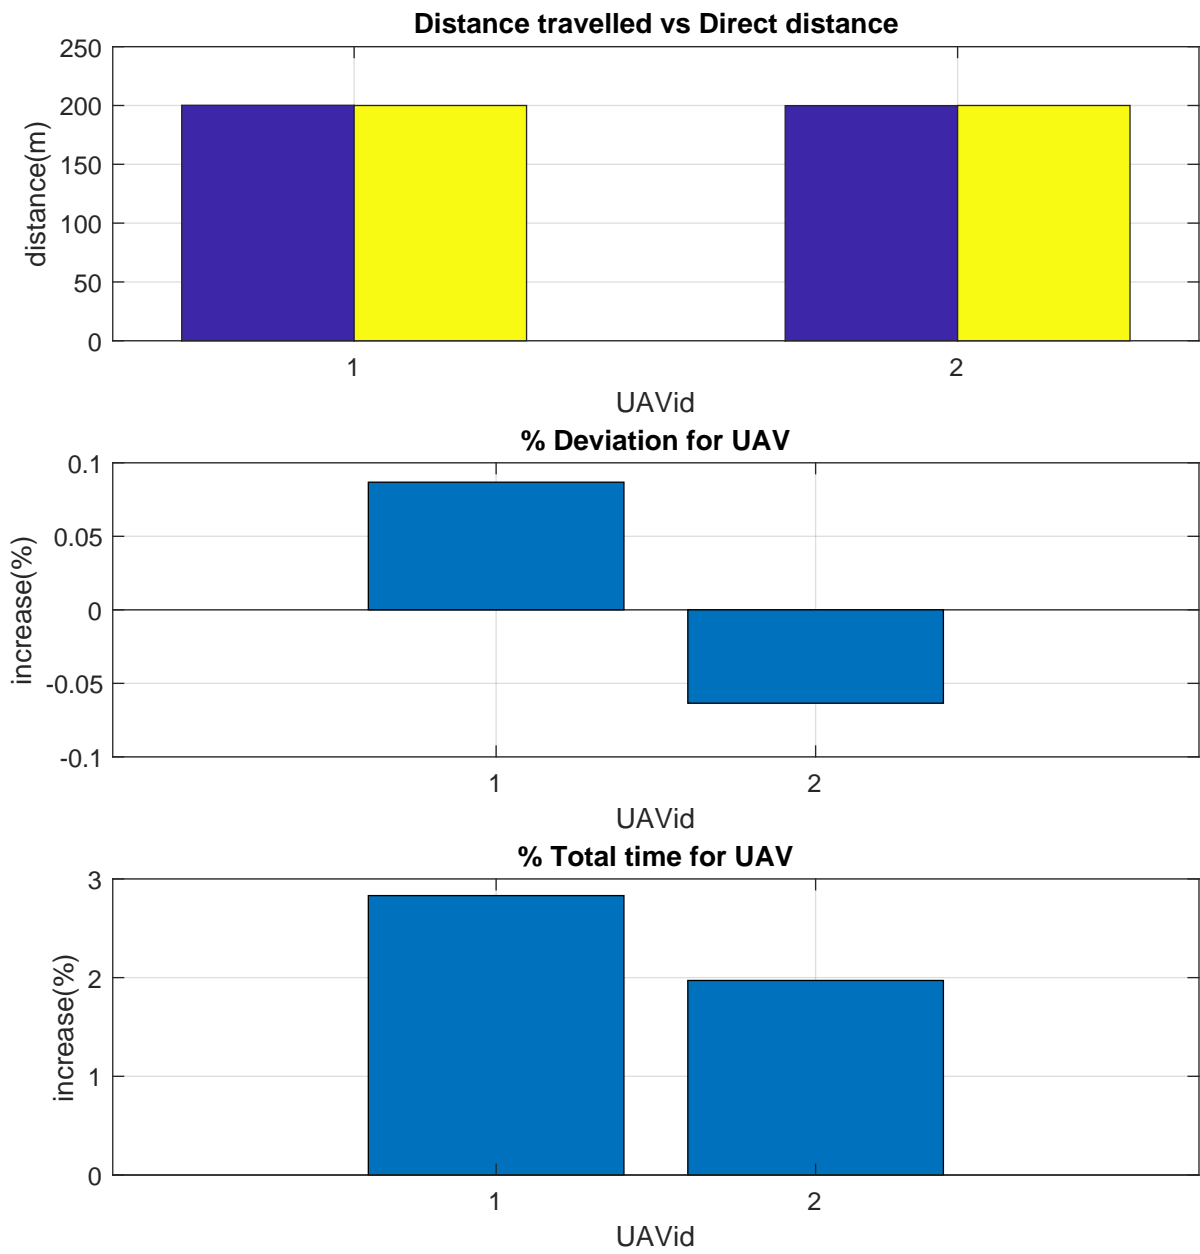 Distance travelled vs Direct distance
250
200
150
100
50
0
distance(m)
1 2
UAVid
% Deviation for UAV
0.1
0.05
0
-0.05
-0.1
increase(%)
1 2
UAVid
% Total time for UAV
3
2
1
0
increase(%)
1 2
UAVid